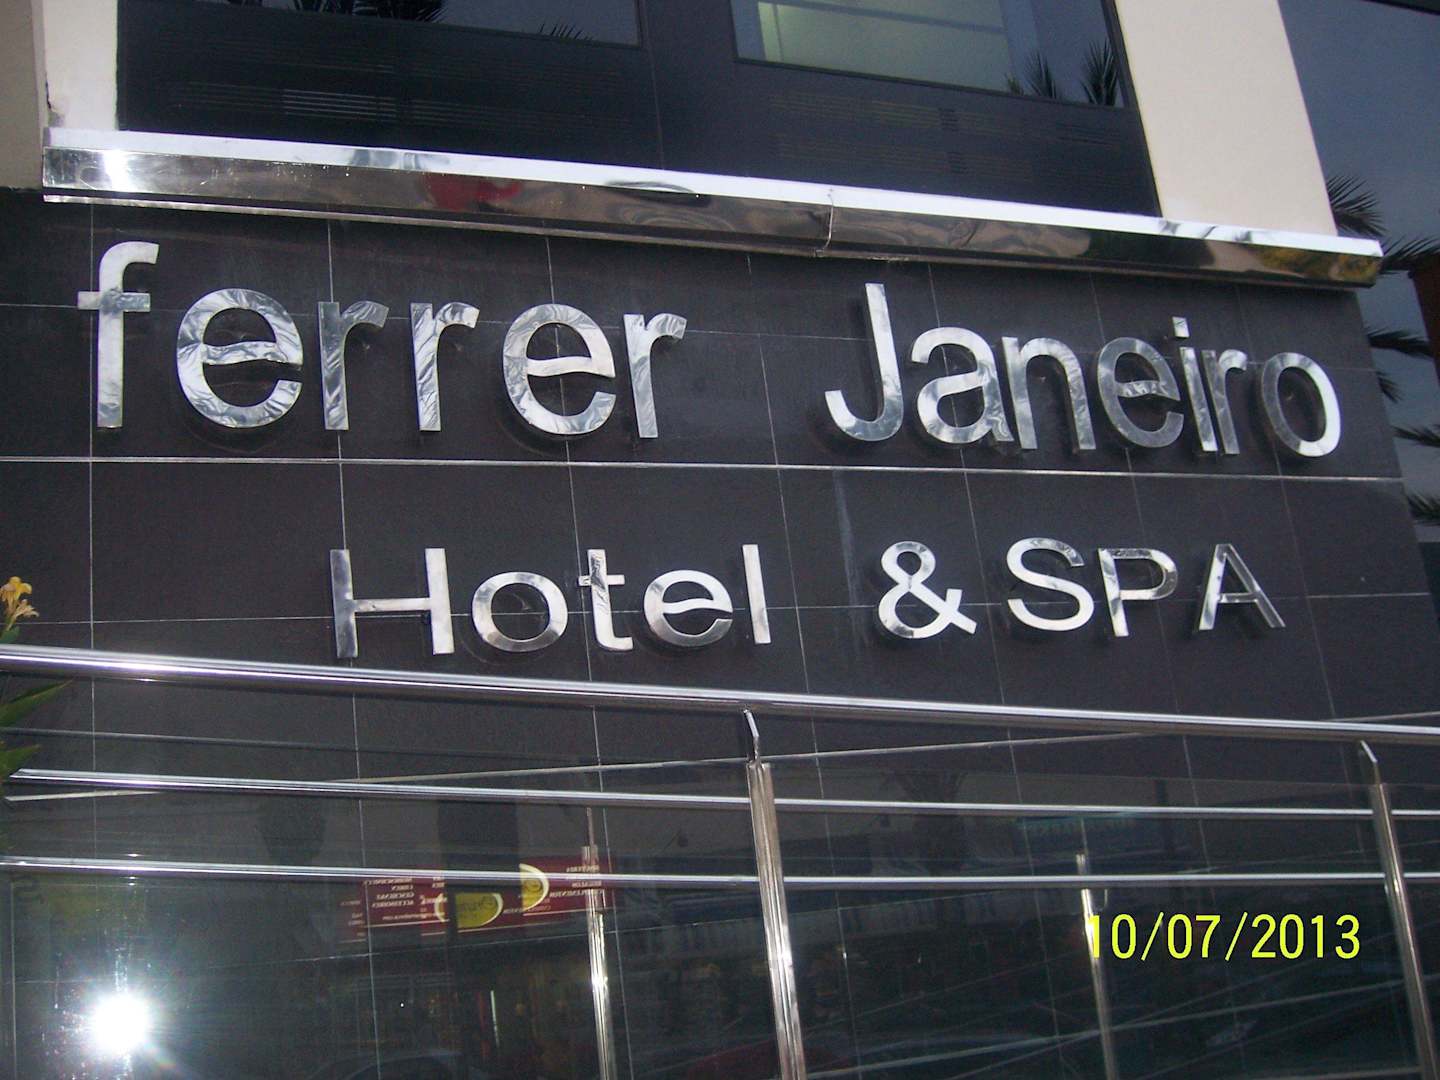 ferrer Janeiro
Hotel & SPA
10/07/2013